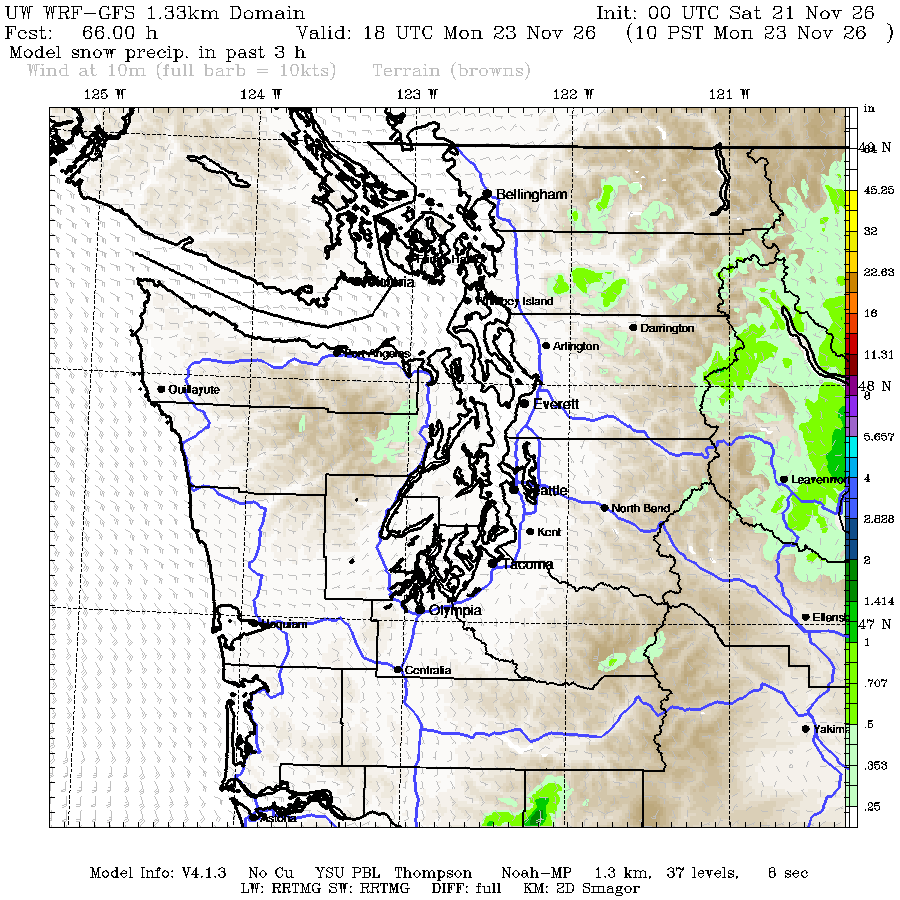 UW WRF-GFS 1.33km Domain Init: 00 UTC Sat 21 Nov 26
Fcst: 66.00 h Valid: 18 UTC Mon 23 Nov 26 (10 PST Mon 23 Nov 26 )
Model snow precip. in past 3 h
Wind at 10m (full barb = 10kts) Terrain (browns)
125 W 124 W 123 W 122 W 121 W in
49 N
Bellingham
45.25
32
Victoria
22.63
Whidbey Island
16
Darrington
Arlington
Port Angeles
11.31
Quillayute
48 N
8
Everett
5.657
Leavenwor
4
Seattle
North Bend
2.828
Kent
Tacoma
2
1.414
Olympia
Ellens
Hoquiam
47 N
1
Centralia
.707
.5
Yakim
.353
.25
Astoria
Model Info: V4.1.3 No Cu YSU PBL Thompson Noah-MP 1.3 km, 37 levels, 8 sec
LW: RRTMG SW: RRTMG DIFF: full KM: 2D Smagor